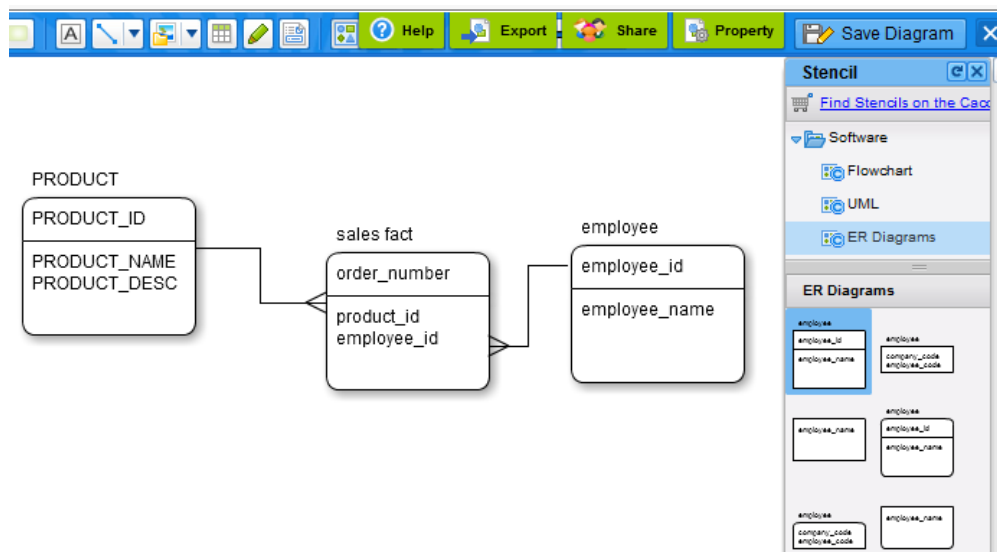 Help
Export
Share
Property
Save Diagram
Stencil
Find Stencils on the Caco
Software
Flowchart
UML
ER Diagrams
PRODUCT
PRODUCT_ID
PRODUCT_NAME
PRODUCT_DESC
sales fact
order_number
product_id
employee_id
employee
employee_id
employee_name
ER Diagrams
employee
employee_id
employee_name
employee
company_code
employee_code
employee_name
employee
employee_id
employee_name
employee
company_code
employee_code
employee_name